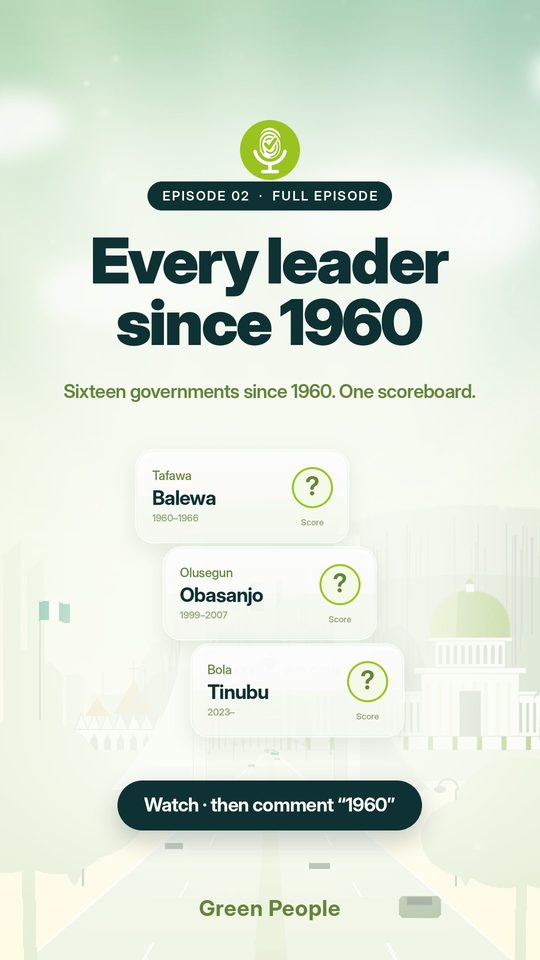 EPISODE 02 · FULL EPISODE
Every leader
since 1960
Sixteen governments since 1960. One scoreboard.
Tafawa
Balewa
1960–1966
?
Score
Olusegun
Obasanjo
1999–2007
?
Score
Bola
Tinubu
2023–
?
Score
Watch · then comment “1960”
Green People